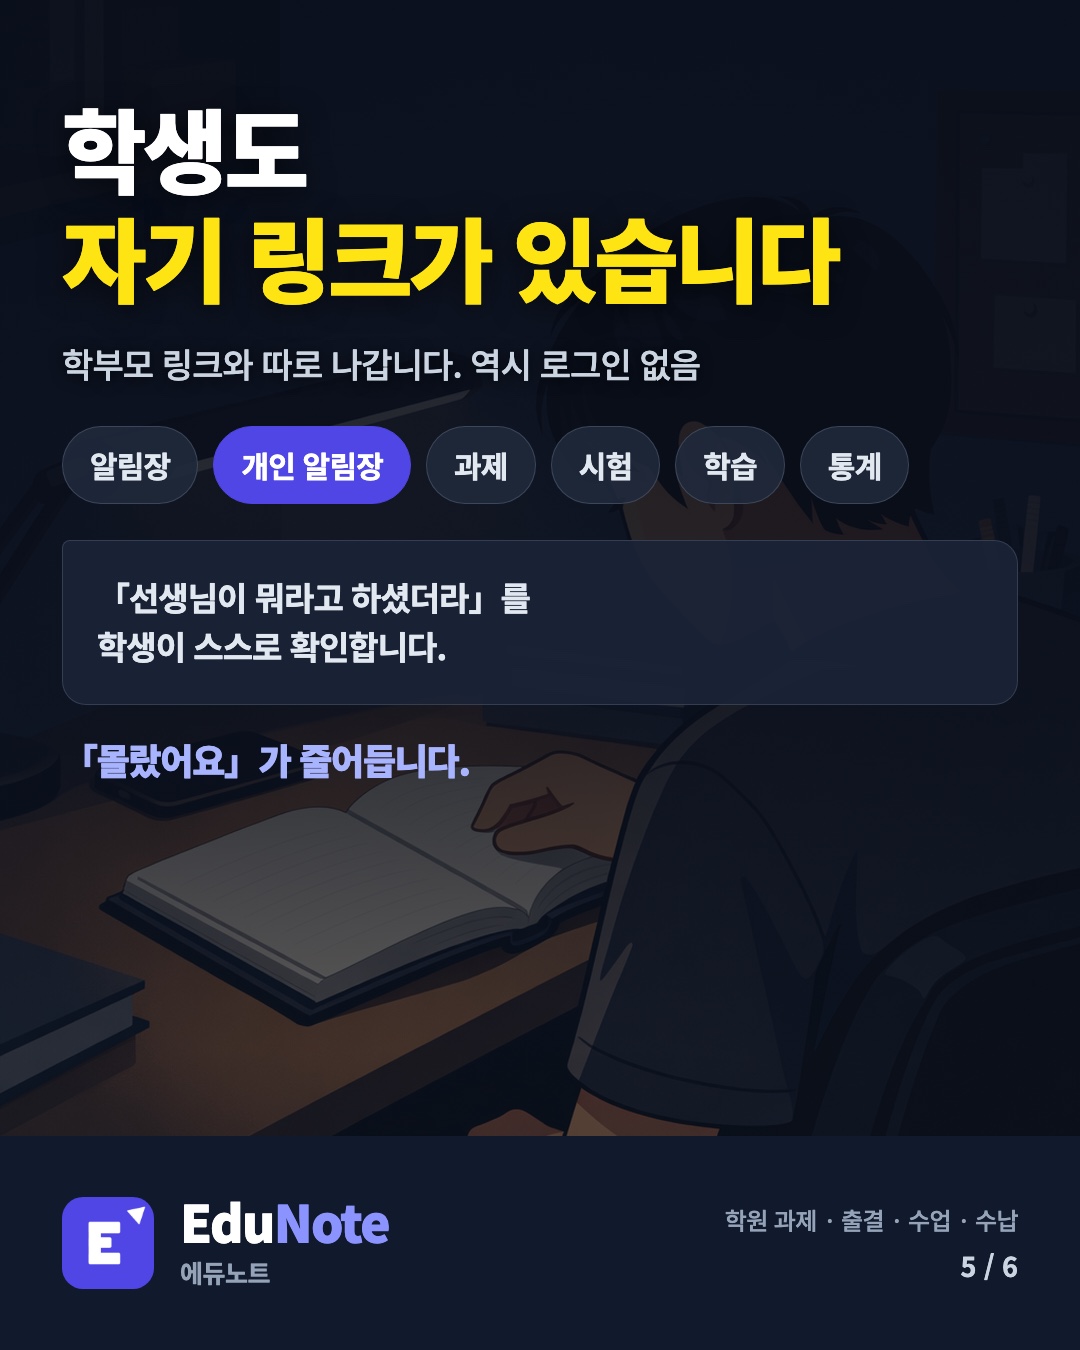 학생도
자기 링크가 있습니다
학부모 링크와 따로 나갑니다. 역시 로그인 없음
알림장 개인 알림장 과제 시험 학습 통계
「선생님이 뭐라고 하셨더라」를
학생이 스스로 확인합니다.
「몰랐어요」가 줄어듭니다.
E
EduNote
에듀노트
학원 과제 · 출결 · 수업 · 수납
5 / 6